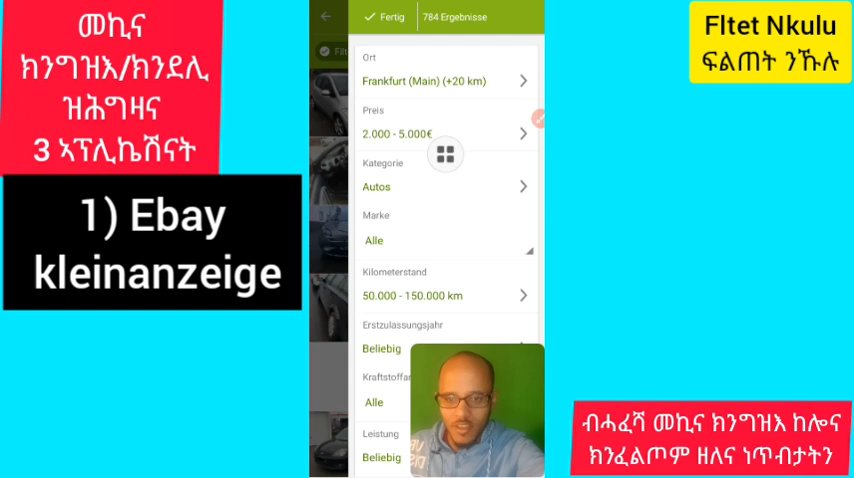 መኪና
ክንግዝእ/ክንደሊ
ዝሕግዛና
3 ኣፕሊኬሽናት
1) Ebay
kleinanzeige
Fertig
784 Ergebnisse
Ort
Frankfurt (Main) (+20 km)
Preis
2.000 - 5.000€
Kategorie
Autos
Marke
Alle
Kilometerstand
50.000 - 150.000 km
Erstzulassungsjahr
Beliebig
Alle
Leistung
Beliebig
Fltet Nkulu
ፍልጠት ንኹሉ
ብሓፈሻ መኪና ክንግዝእ ከሎና
ክንፈልጦም ዘለና ነጥብታትን